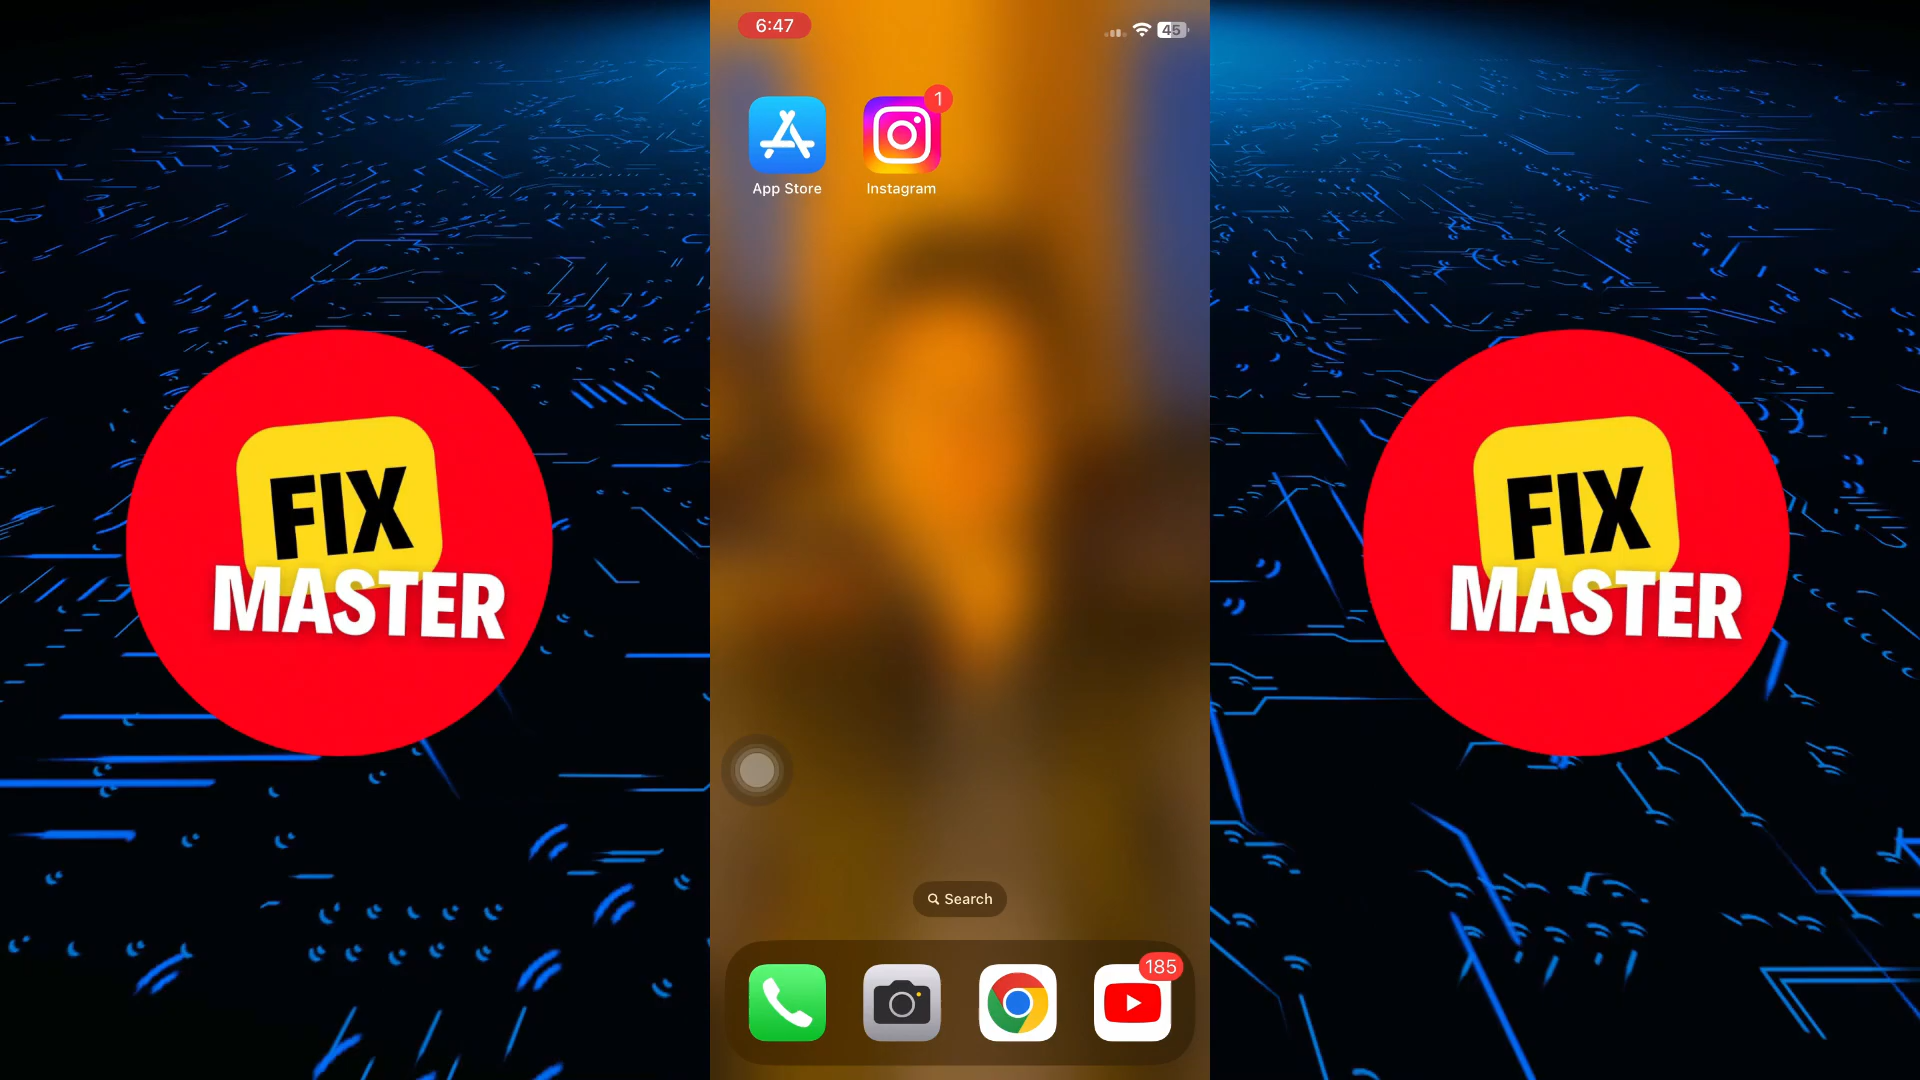 6:47
45
1
App Store
Instagram
FIX
MASTER
FIX
MASTER
Search
185